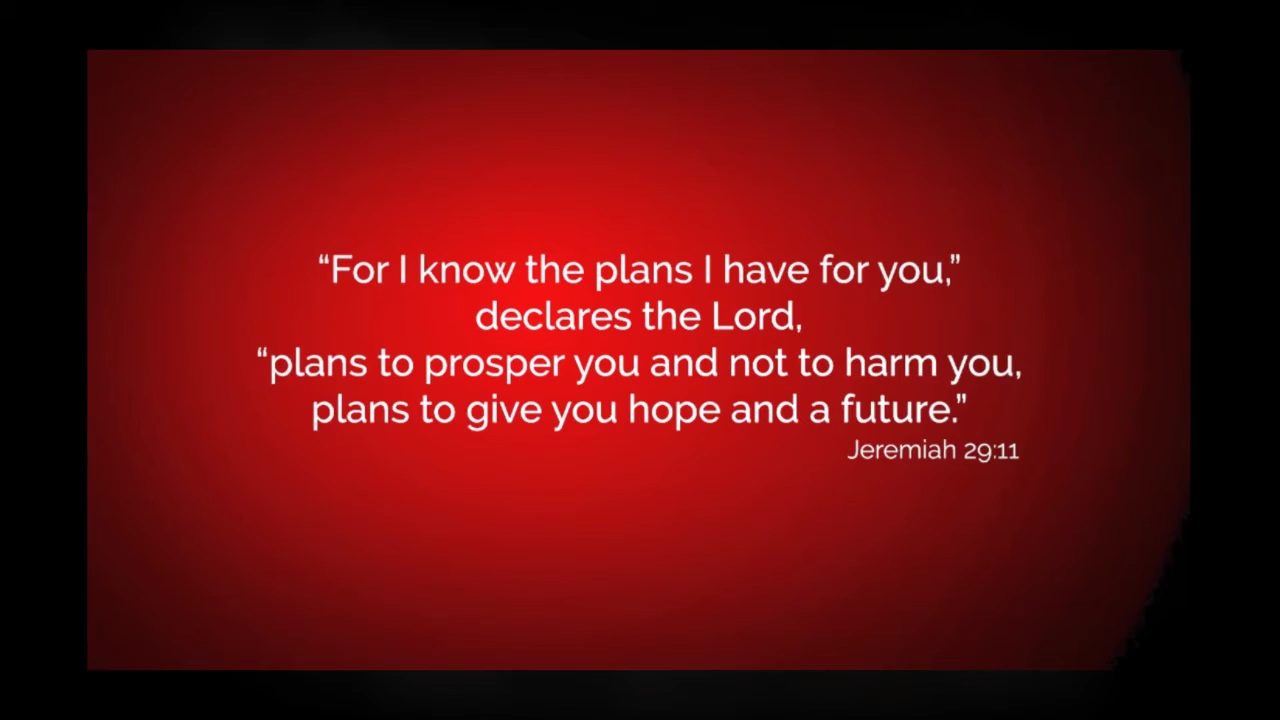 “For I know the plans I have for you,”
declares the Lord,
“plans to prosper you and not to harm you,
plans to give you hope and a future.”
Jeremiah 29:11